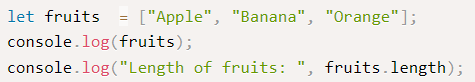 let fruits  = ["Apple", "Banana", "Orange"];
console.log(fruits);
console.log("Length of fruits: ", fruits.length);